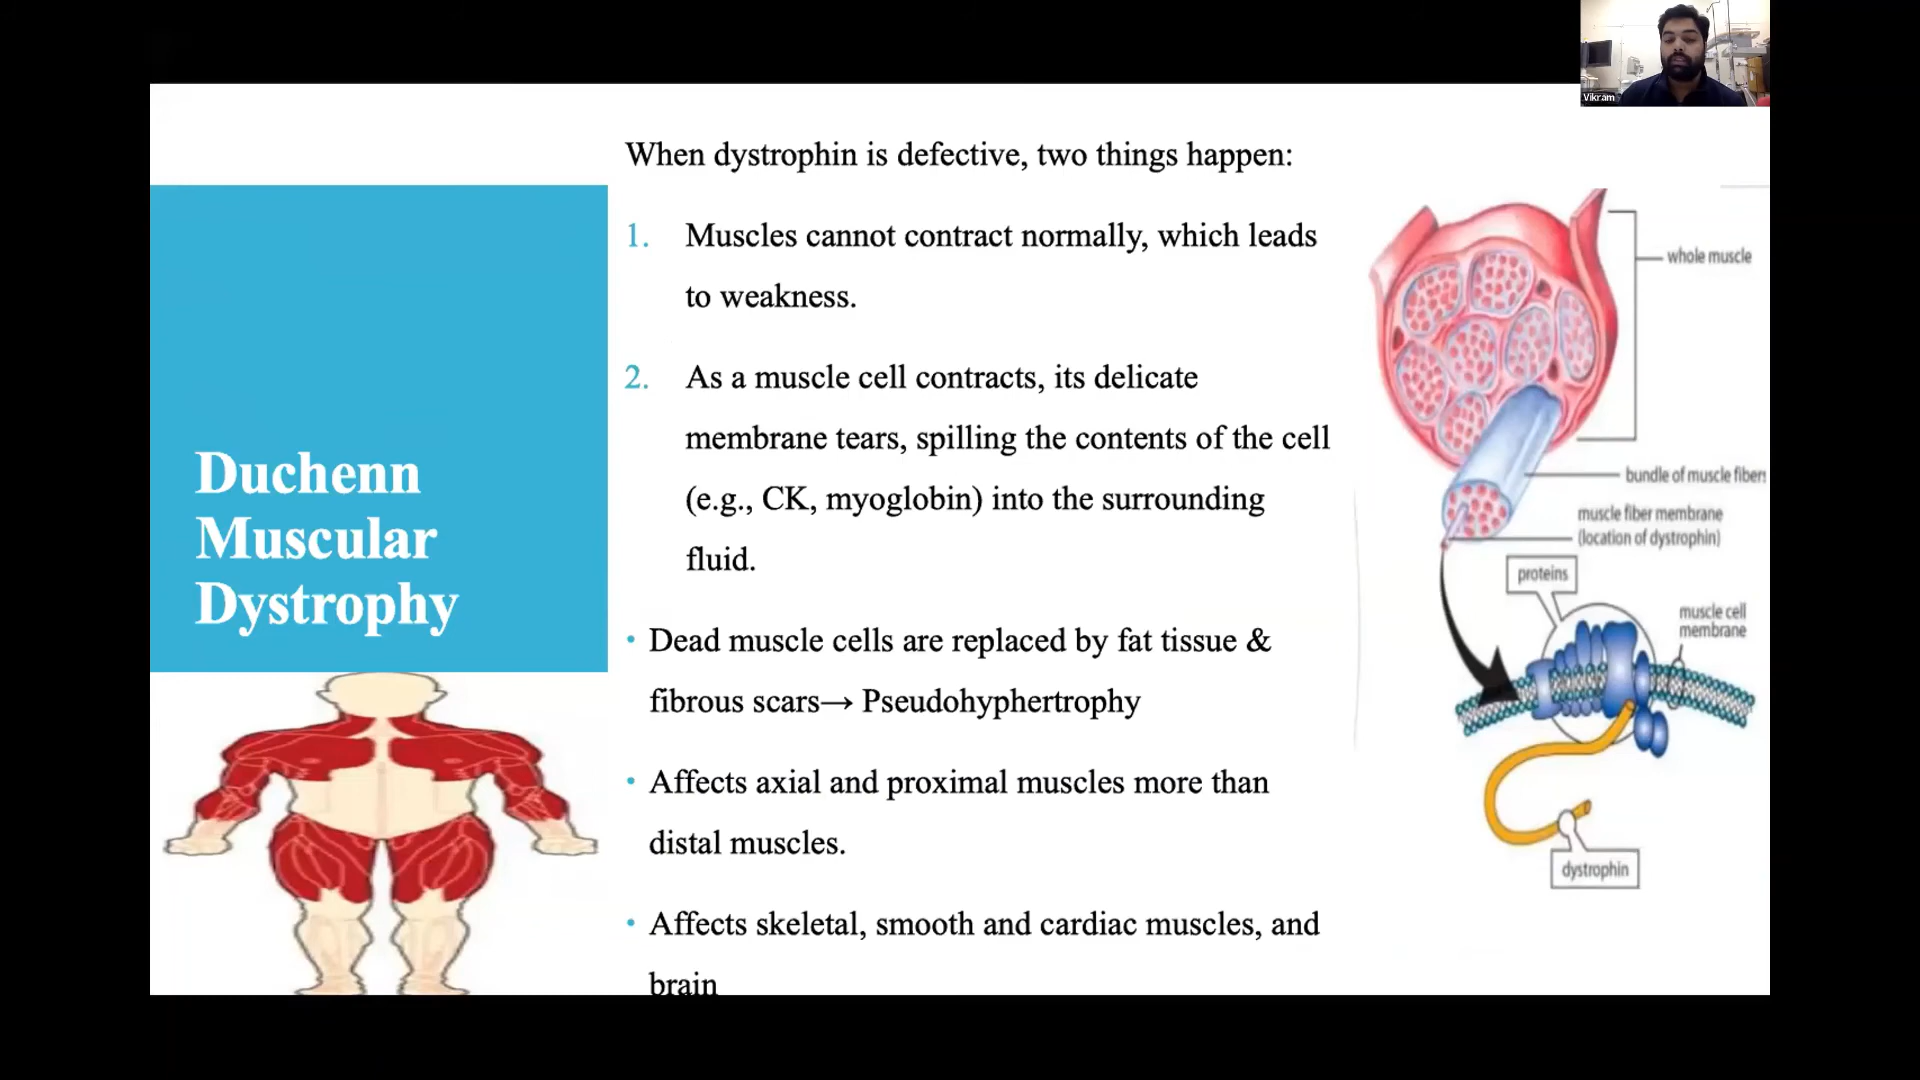 Vikram
When dystrophin is defective, two things happen:
1. Muscles cannot contract normally, which leads
to weakness.
2. As a muscle cell contracts, its delicate
membrane tears, spilling the contents of the cell
(e.g., CK, myoglobin) into the surrounding
fluid.
• Dead muscle cells are replaced by fat tissue &
fibrous scars→ Pseudohyphertrophy
• Affects axial and proximal muscles more than
distal muscles.
• Affects skeletal, smooth and cardiac muscles, and
brain
Duchenn
Muscular
Dystrophy
whole muscle
bundle of muscle fibers
muscle fiber membrane
(location of dystrophin)
proteins
muscle cell
membrane
dystrophin